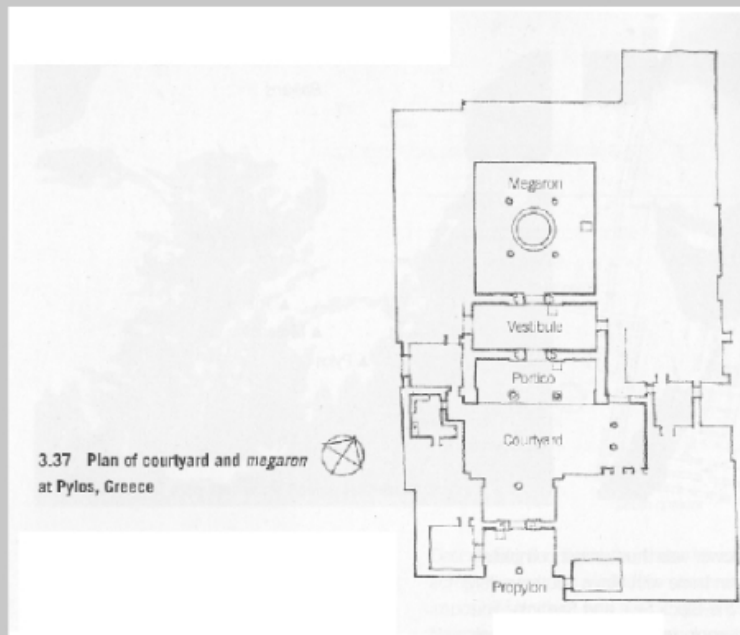 Megaron
Vestibule
Portico
Courtyard
3.37 Plan of courtyard and megaron
at Pylos, Greece
Propylon